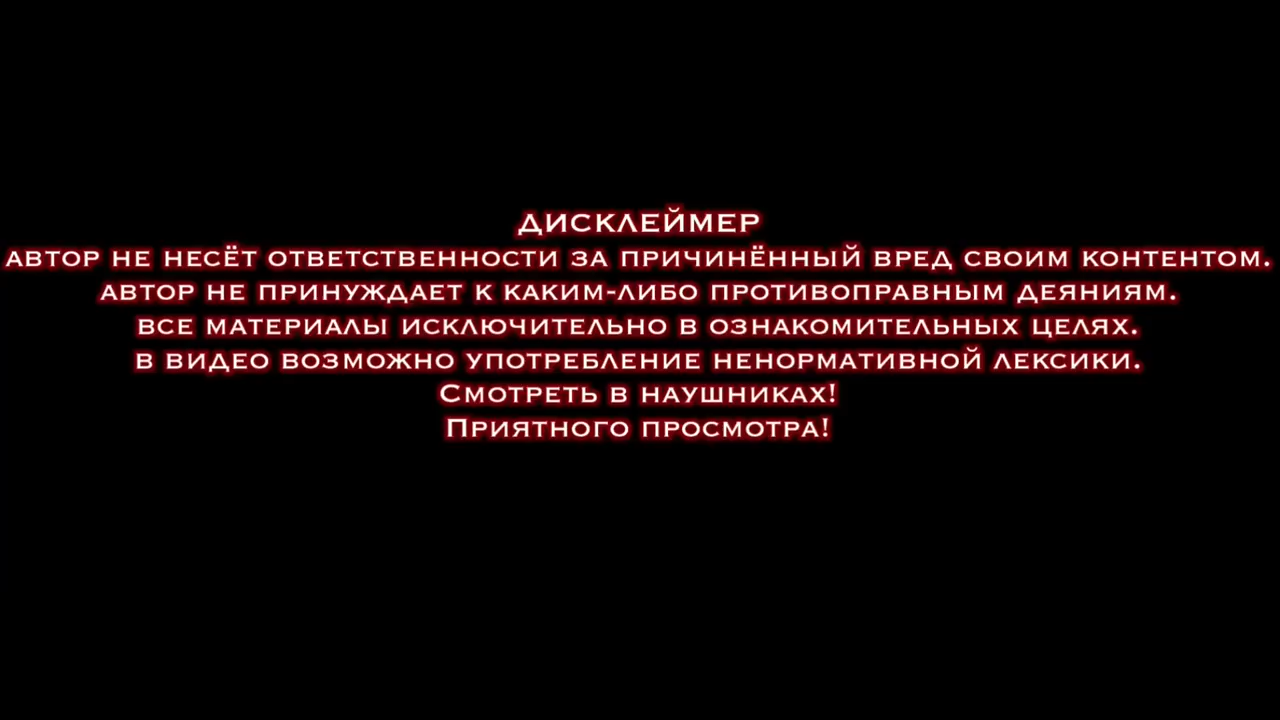 ДИСКЛЕЙМЕР
АВТОР НЕ НЕСЁТ ОТВЕТСТВЕННОСТИ ЗА ПРИЧИНЁННЫЙ ВРЕД СВОИМ КОНТЕНТОМ.
АВТОР НЕ ПРИНУЖДАЕТ К КАКИМ-ЛИБО ПРОТИВОПРАВНЫМ ДЕЯНИЯМ.
ВСЕ МАТЕРИАЛЫ ИСКЛЮЧИТЕЛЬНО В ОЗНАКОМИТЕЛЬНЫХ ЦЕЛЯХ.
В ВИДЕО ВОЗМОЖНО УПОТРЕБЛЕНИЕ НЕНОРМАТИВНОЙ ЛЕКСИКИ.
СМОТРЕТЬ В НАУШНИКАХ!
ПРИЯТНОГО ПРОСМОТРА!